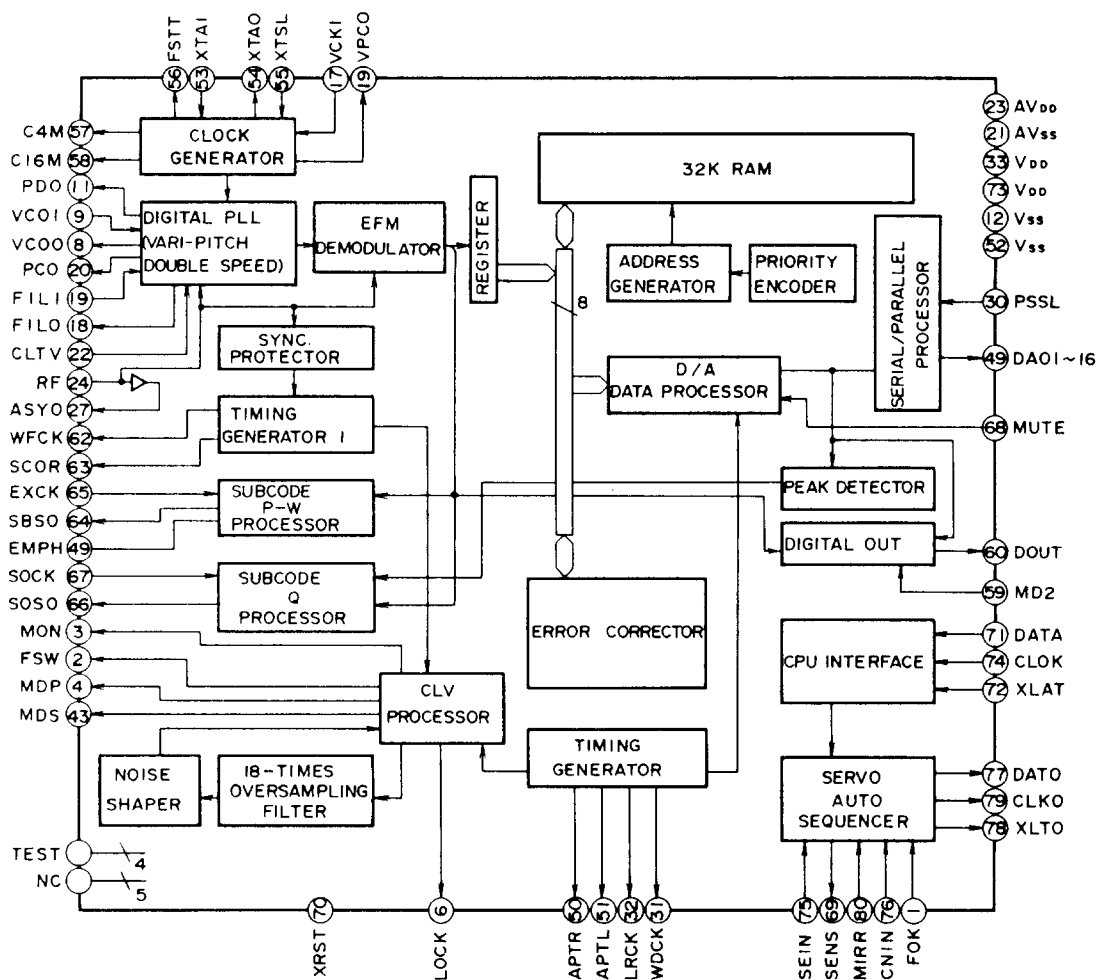 FSTT
XTAI
XTAO
XTSL
VCKI
VPCO
56
53
54
55
17
19
C4M 57
C16M 58
PDO 11
VCOI 9
VCOO 8
PCO 20
FILI 19
FILO 18
CLTV 22
RF 24
ASYO 27
WFCK 62
SCOR 63
EXCK 65
SBSO 64
EMPH 49
SOCK 67
SOSO 66
MON 3
FSW 2
MDP 4
MDS 43
TEST 4
NC 5
CLOCK
GENERATOR
DIGITAL PLL
(VARI-PITCH
DOUBLE SPEED)
EFM
DEMODULATOR
REGISTER
32K RAM
8
ADDRESS
GENERATOR
PRIORITY
ENCODER
SERIAL/PARALLEL
PROCESSOR
SYNC.
PROTECTOR
D/A
DATA PROCESSOR
TIMING
GENERATOR 1
PEAK DETECTOR
SUBCODE
P-W
PROCESSOR
DIGITAL OUT
SUBCODE
Q
PROCESSOR
ERROR CORRECTOR
CPU INTERFACE
CLV
PROCESSOR
TIMING
GENERATOR
NOISE
SHAPER
18-TIMES
OVERSAMPLING
FILTER
SERVO
AUTO
SEQUENCER
23 AVDD
21 AVSS
33 VDD
73 VDD
12 VSS
52 VSS
30 PSSL
49 DAO1~16
68 MUTE
60 DOUT
59 MD2
71 DATA
74 CLOK
72 XLAT
77 DATO
79 CLKO
78 XLTO
70
6
50
51
32
31
75
69
80
76
1
XRST
LOCK
APTR
APTL
LRCK
WDCK
SEIN
SENS
MIRR
CNIN
FOK